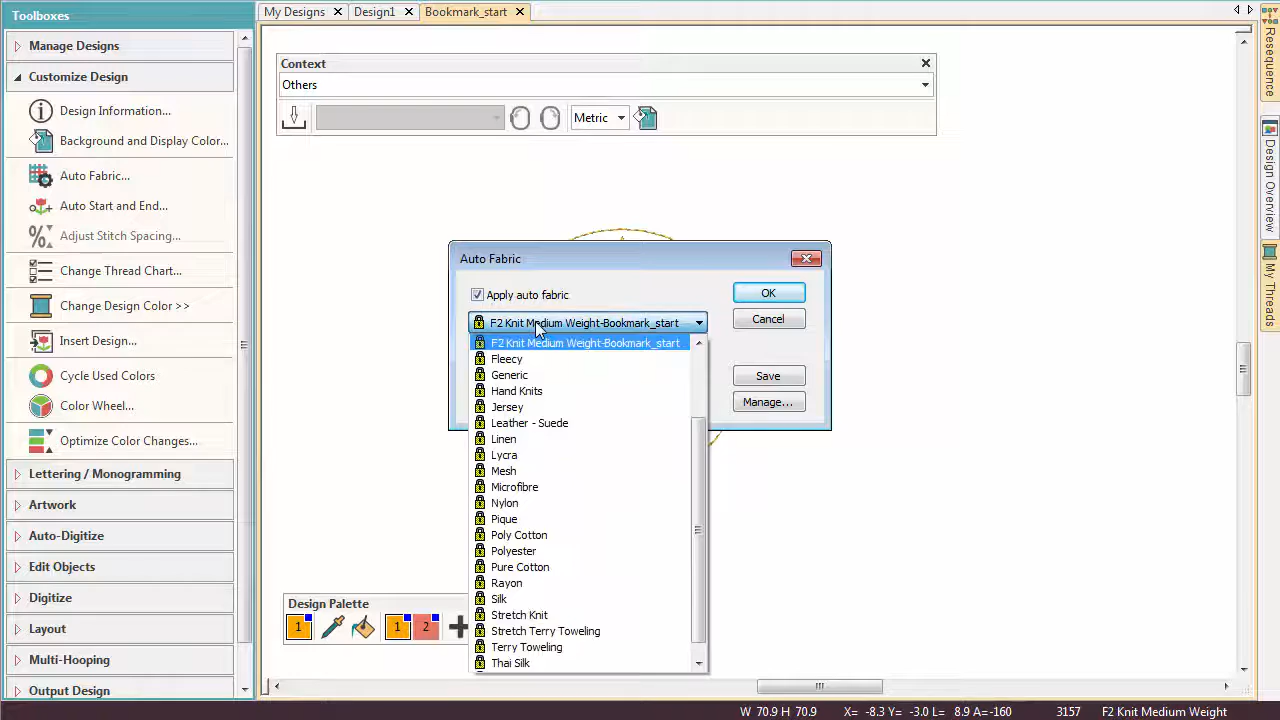 Toolboxes
Manage Designs
Customize Design
Design Information...
Background and Display Color...
Auto Fabric...
Auto Start and End...
Adjust Stitch Spacing...
Change Thread Chart...
Change Design Color >>
Insert Design...
Cycle Used Colors
Color Wheel...
Optimize Color Changes...
Lettering / Monogramming
Artwork
Auto-Digitize
Edit Objects
Digitize
Layout
Multi-Hooping
Output Design
My Designs
Design1
Bookmark_start
Context
Others
Metric
Auto Fabric
Apply auto fabric
F2 Knit Medium Weight-Bookmark_start
F2 Knit Medium Weight-Bookmark_start
Fleecy
Generic
Hand Knits
Jersey
Leather - Suede
Linen
Lycra
Mesh
Microfibre
Nylon
Pique
Poly Cotton
Polyester
Pure Cotton
Rayon
Silk
Stretch Knit
Stretch Terry Toweling
Terry Toweling
Thai Silk
OK
Cancel
Save
Manage...
Design Palette
1
1
2
Resequence
Design Overview
My Threads
W 70.9 H 70.9
X= -8.3 Y= -3.0 L= 8.9 A=-160
3157
F2 Knit Medium Weight